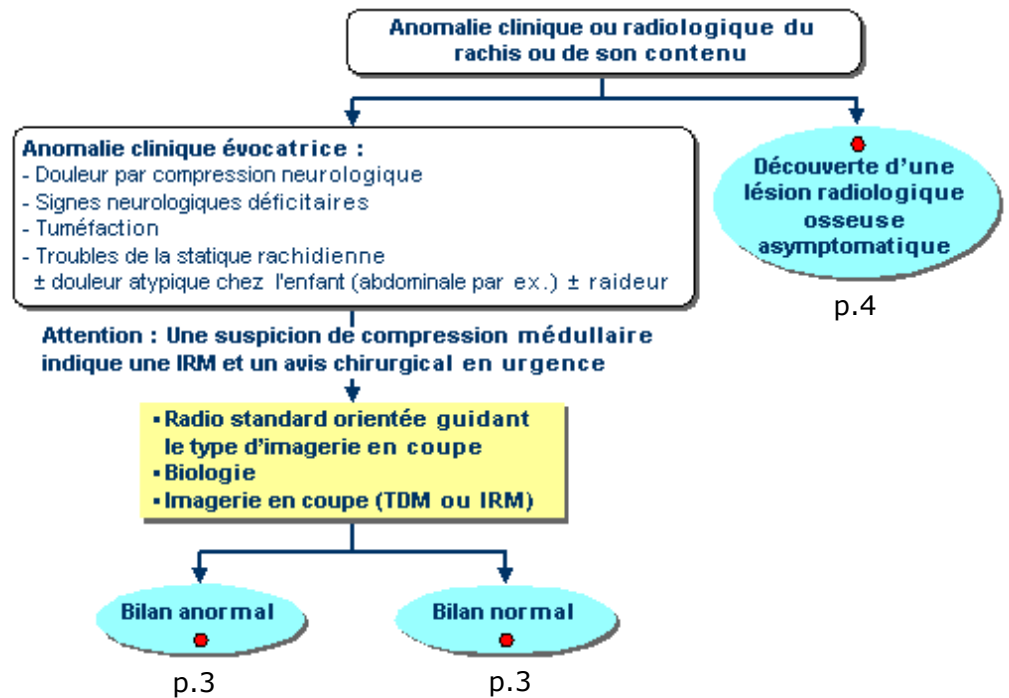 Anomalie clinique ou radiologique du
rachis ou de son contenu
Anomalie clinique évocatrice :
- Douleur par compression neurologique
- Signes neurologiques déficitaires
- Tuméfaction
- Troubles de la statique rachidienne
± douleur atypique chez l'enfant (abdominale par ex.) ± raideur
Découverte d'une
lésion radiologique
osseuse
asymptomatique
p.4
Attention : Une suspicion de compression médullaire
indique une IRM et un avis chirurgical en urgence
▪ Radio standard orientée guidant
le type d'imagerie en coupe
▪ Biologie
▪ Imagerie en coupe (TDM ou IRM)
Bilan anormal
Bilan normal
p.3
p.3